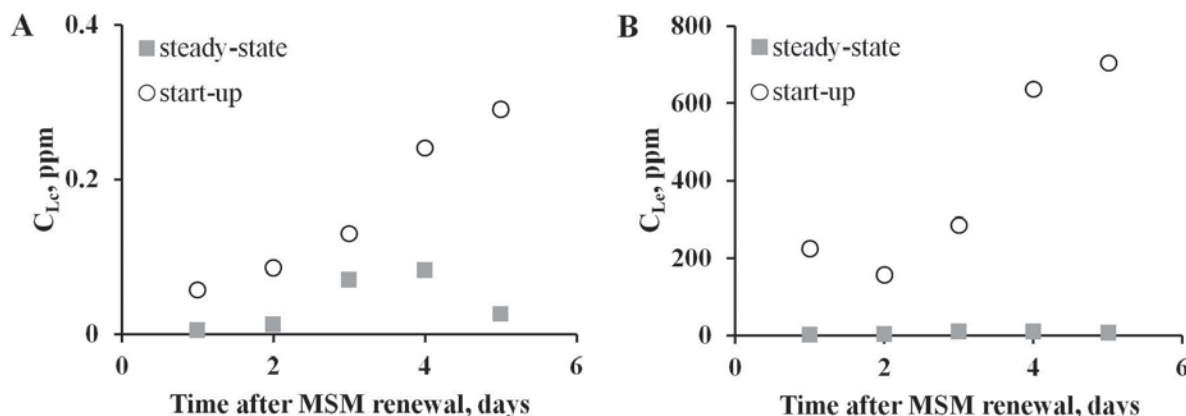 A
0.4
steady-state
start-up
C_Lc, ppm
0.2
0
0 2 4 6
Time after MSM renewal, days
B
800
steady-state
start-up
600
C_Le, ppm
400
200
0
0 2 4 6
Time after MSM renewal, days